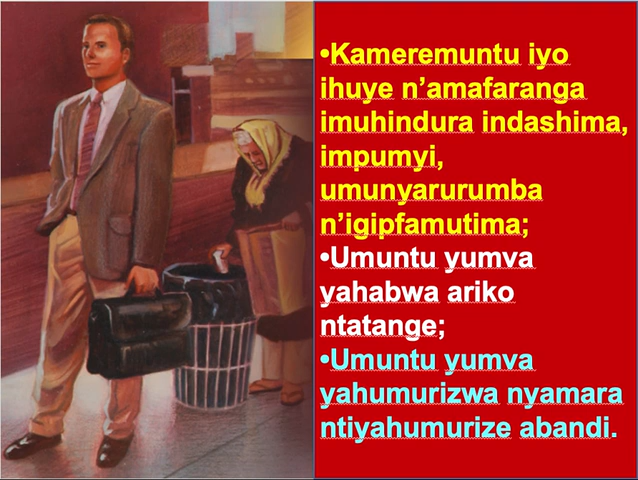 •Kameremuntu iyo
ihuye n’amafaranga
imuhindura indashima,
impumyi,
umunyarurumba
n’igipfamutima;
•Umuntu yumva
yahabwa ariko
ntatange;
•Umuntu yumva
yahumurizwa nyamara
ntiyahumurize abandi.